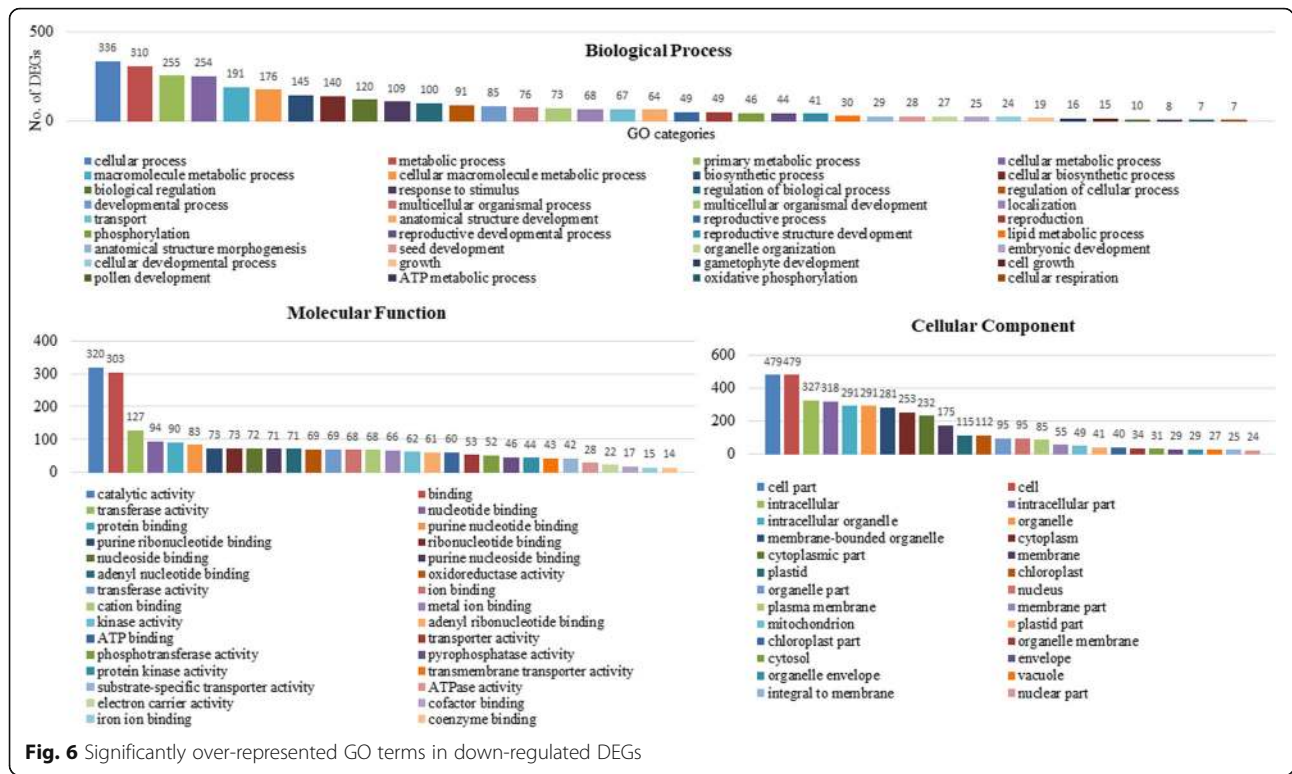 500
Biological Process
No. of DEGs
336 310 255 254 191 176 145 140 120 109 100 91 85 76 73 68 67 64 49 49 46 44 41 30 29 28 27 25 24 19 16 15 10 8 7 7
0
GO categories
cellular process metabolic process primary metabolic process cellular metabolic process
macromolecule metabolic process cellular macromolecule metabolic process biosynthetic process cellular biosynthetic process
biological regulation response to stimulus regulation of biological process regulation of cellular process
developmental process multicellular organismal process multicellular organismal development localization
transport anatomical structure development reproductive process reproduction
phosphorylation reproductive developmental process reproductive structure development lipid metabolic process
anatomical structure morphogenesis seed development organelle organization embryonic development
cellular developmental process growth gametophyte development cell growth
pollen development ATP metabolic process oxidative phosphorylation cellular respiration
Molecular Function
400
300
200
100
0
320 303 127 94 90 83 73 73 72 71 71 69 69 68 68 66 62 61 60 53 52 46 44 43 42 28 22 17 15 14
catalytic activity binding
transferase activity nucleotide binding
protein binding purine nucleotide binding
purine ribonucleotide binding ribonucleotide binding
nucleoside binding purine nucleoside binding
adenyl nucleotide binding oxidoreductase activity
transferase activity ion binding
cation binding metal ion binding
kinase activity adenyl ribonucleotide binding
ATP binding transporter activity
phosphotransferase activity pyrophosphatase activity
protein kinase activity transmembrane transporter activity
substrate-specific transporter activity ATPase activity
electron carrier activity cofactor binding
iron ion binding coenzyme binding
Cellular Component
600
400
200
0
479 479 327 318 291 291 281 253 232 175 115 112 95 95 85 55 49 41 40 34 31 29 29 27 25 24
cell part cell
intracellular intracellular part
intracellular organelle organelle
membrane-bounded organelle cytoplasm
cytoplasmic part membrane
plastid chloroplast
organelle part nucleus
plasma membrane membrane part
mitochondrion plastid part
chloroplast part organelle membrane
cytosol envelope
organelle envelope vacuole
integral to membrane nuclear part
Fig. 6 Significantly over-represented GO terms in down-regulated DEGs